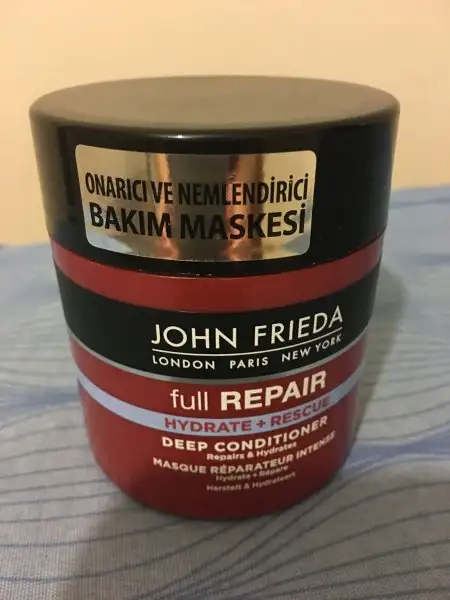 ONARICI VE NEMLENDİRİCİ
BAKIM MASKESİ
JOHN FRIEDA
LONDON PARIS NEW YORK
full REPAIR
HYDRATE + RESCUE
DEEP CONDITIONER
Repairs & Hydrates
MASQUE RÉPARATEUR INTENSE
Hydrate + Répare
Herstelt & Hydrateert